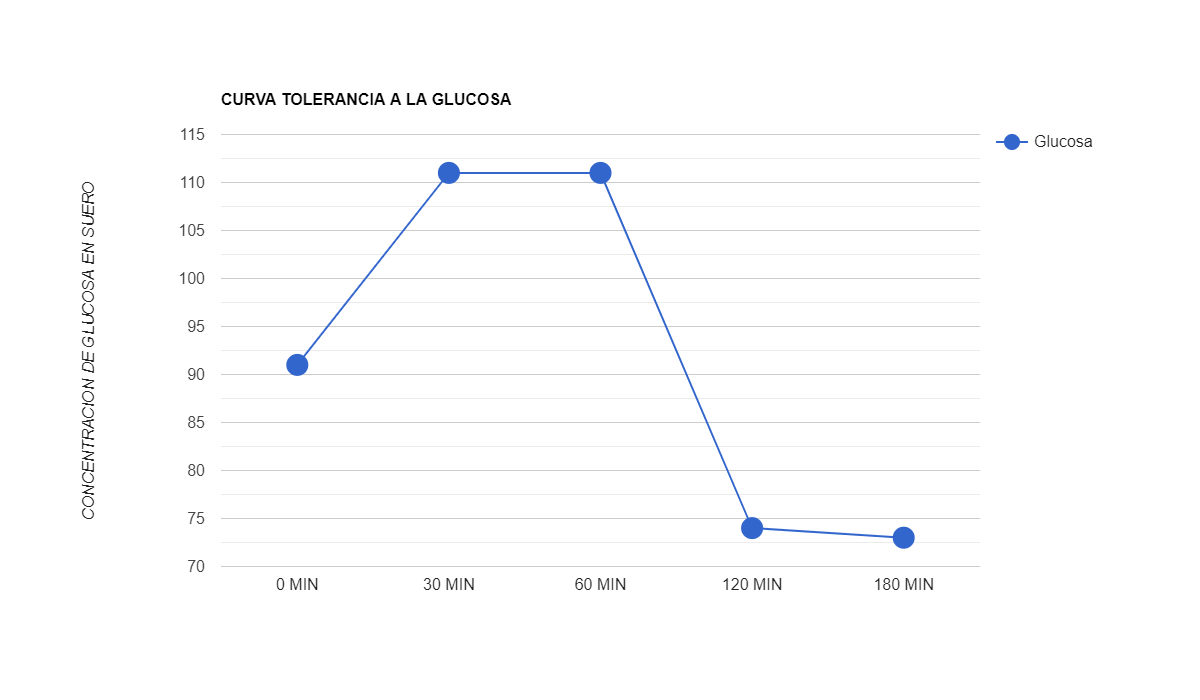 CURVA TOLERANCIA A LA GLUCOSA
Glucosa
CONCENTRACION DE GLUCOSA EN SUERO
115
110
105
100
95
90
85
80
75
70
0 MIN 30 MIN 60 MIN 120 MIN 180 MIN